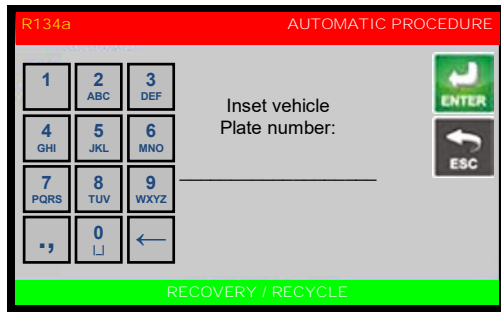 R134a AUTOMATIC PROCEDURE
1
2
ABC
3
DEF
4
GHI
5
JKL
6
MNO
7
PQRS
8
TUV
9
WXYZ
.,
0
Inset vehicle
Plate number:
ENTER
ESC
RECOVERY / RECYCLE